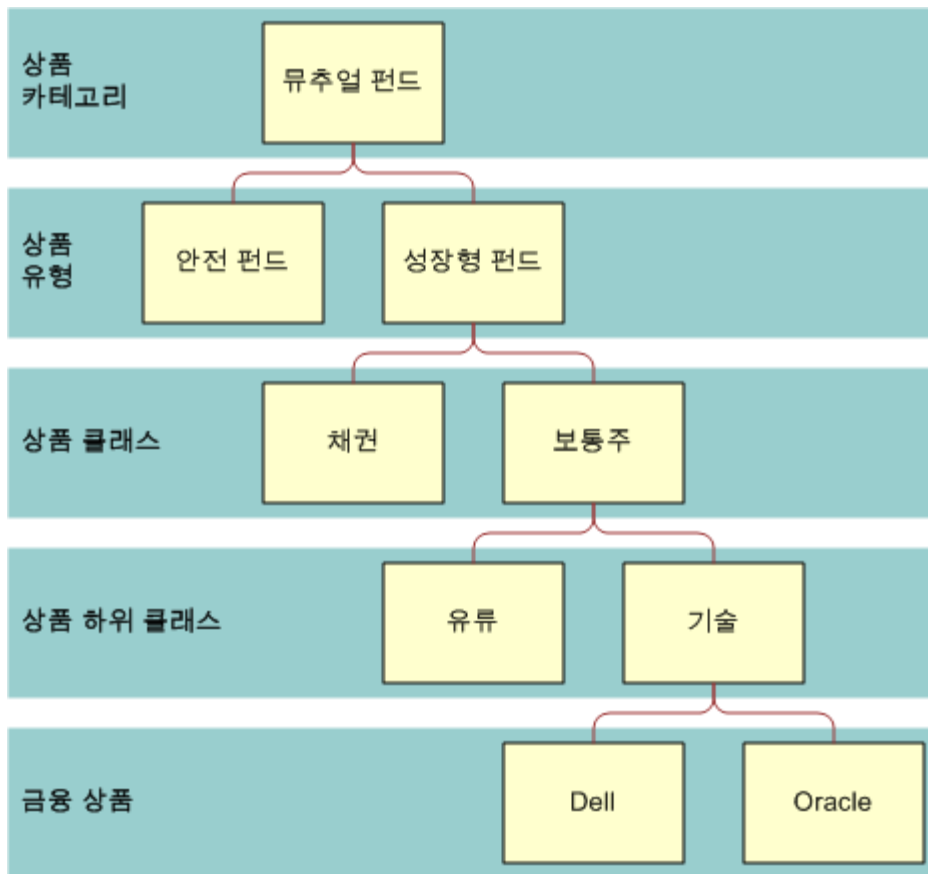 상품
카테고리
뮤추얼 펀드
상품
유형
안전 펀드
성장형 펀드
상품 클래스
채권
보통주
상품 하위 클래스
유류
기술
금융 상품
Dell
Oracle